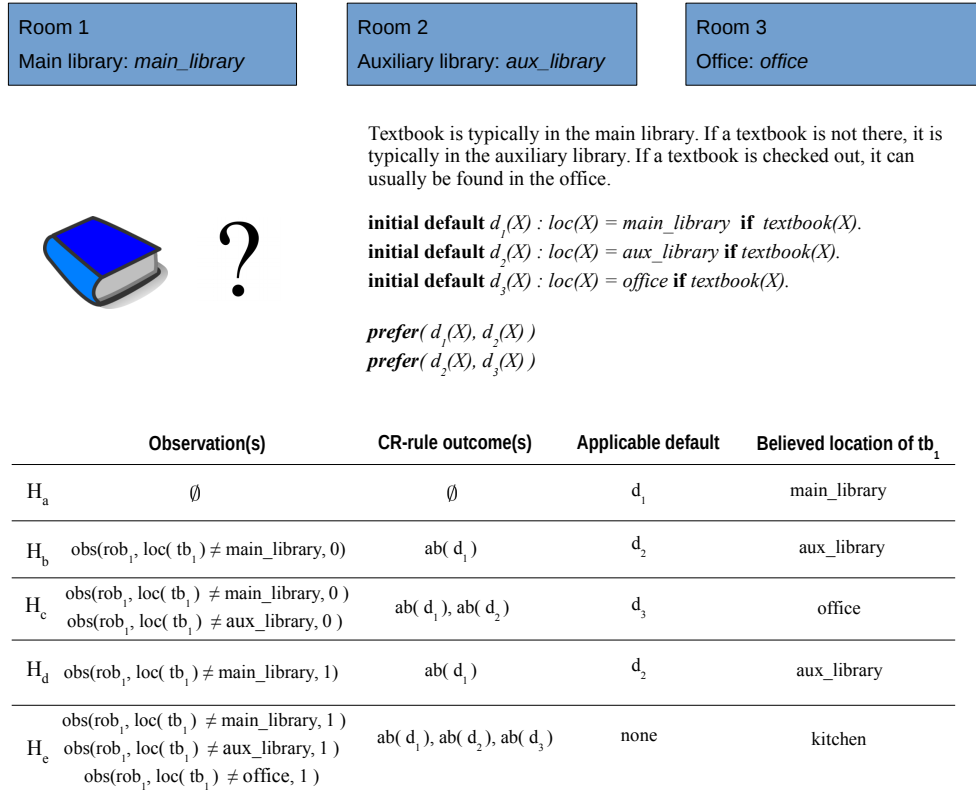 Room 1
Main library: main_library
Room 2
Auxiliary library: aux_library
Room 3
Office: office
Textbook is typically in the main library. If a textbook is not there, it is
typically in the auxiliary library. If a textbook is checked out, it can
usually be found in the office.
?
initial default d₁(X) : loc(X) = main_library if textbook(X).
initial default d₂(X) : loc(X) = aux_library if textbook(X).
initial default d₃(X) : loc(X) = office if textbook(X).
prefer( d₁(X), d₂(X) )
prefer( d₂(X), d₃(X) )
Observation(s) CR-rule outcome(s) Applicable default Believed location of tb₁
Hₐ ∅ ∅ d₁ main_library
H_b obs(rob₁, loc( tb₁ ) ≠ main_library, 0) ab( d₁ ) d₂ aux_library
H_c obs(rob₁, loc( tb₁ ) ≠ main_library, 0 )
obs(rob₁, loc( tb₁ ) ≠ aux_library, 0 ) ab( d₁ ), ab( d₂ ) d₃ office
H_d obs(rob₁, loc( tb₁ ) ≠ main_library, 1) ab( d₁ ) d₂ aux_library
H_e obs(rob₁, loc( tb₁ ) ≠ main_library, 1 )
obs(rob₁, loc( tb₁ ) ≠ aux_library, 1 ) ab( d₁ ), ab( d₂ ), ab( d₃ ) none kitchen
obs(rob₁, loc( tb₁ ) ≠ office, 1 )